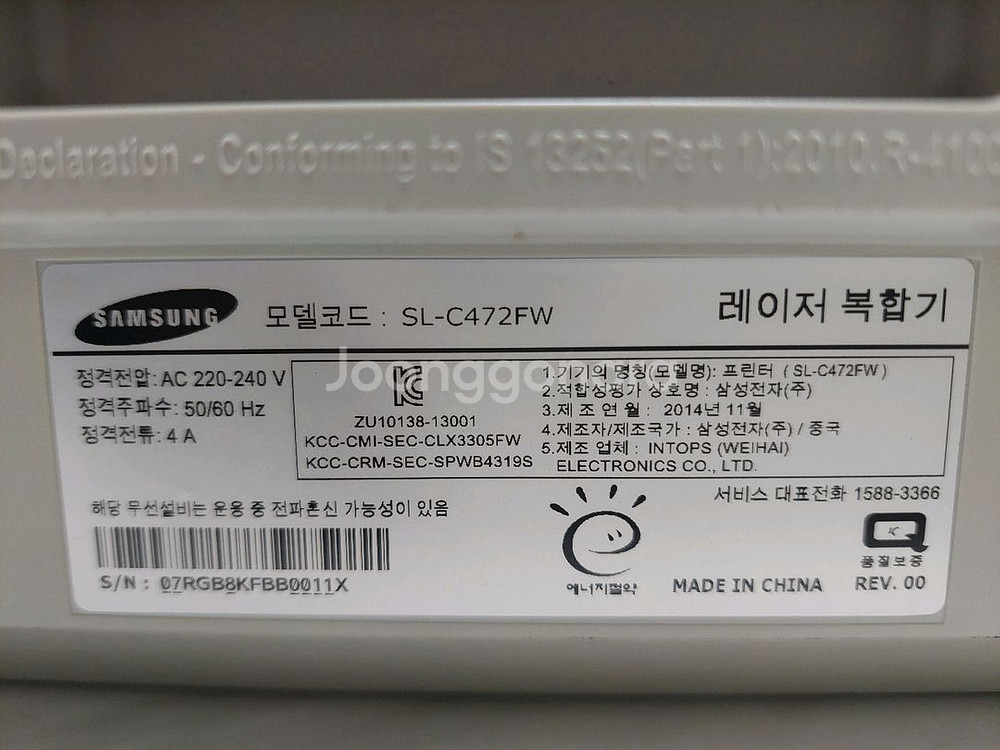 Declaration - Conforming to IS 13252(Part 1):2010.R-4100
SAMSUNG
모델코드 : SL-C472FW
레이저 복합기
정격전압: AC 220-240 V
정격주파수: 50/60 Hz
정격전류: 4 A
ZU10138-13001
KCC-CMI-SEC-CLX3305FW
KCC-CRM-SEC-SPWB4319S
1.기기의 명칭(모델명): 프린터 ( SL-C472FW )
2.적합성평가 상호명 : 삼성전자(주)
3.제 조 연 월 : 2014년 11월
4.제조자/제조국가 : 삼성전자(주) / 중국
5.제조 업체 : INTOPS (WEIHAI)
ELECTRONICS CO., LTD.
Joonggonara
해당 무선설비는 운용 중 전파혼신 가능성이 있음
S/N : 07RGB8KFBB0011X
에너지절약
서비스 대표전화 1588-3366
품질보증
MADE IN CHINA
REV. 00